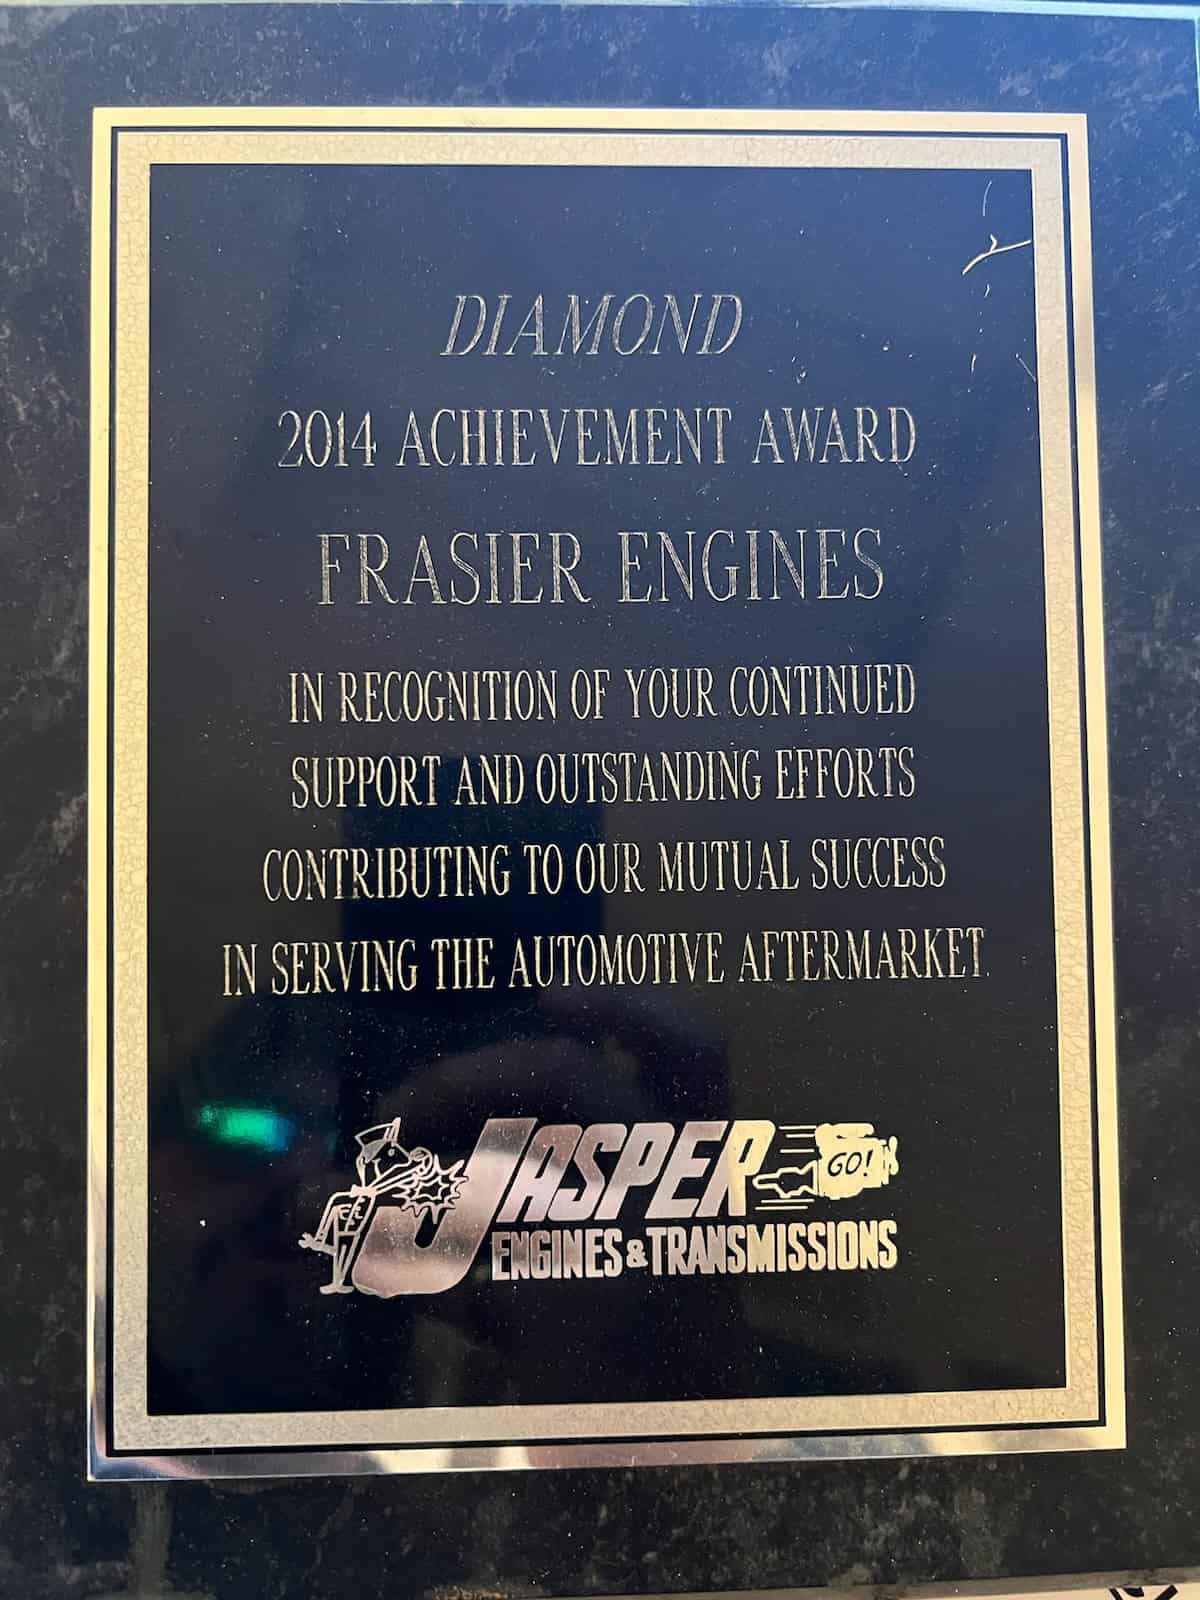 DIAMOND
2014 ACHIEVEMENT AWARD
FRASIER ENGINES
IN RECOGNITION OF YOUR CONTINUED
SUPPORT AND OUTSTANDING EFFORTS
CONTRIBUTING TO OUR MUTUAL SUCCESS
IN SERVING THE AUTOMOTIVE AFTERMARKET.
JASPER GO!
ENGINES & TRANSMISSIONS